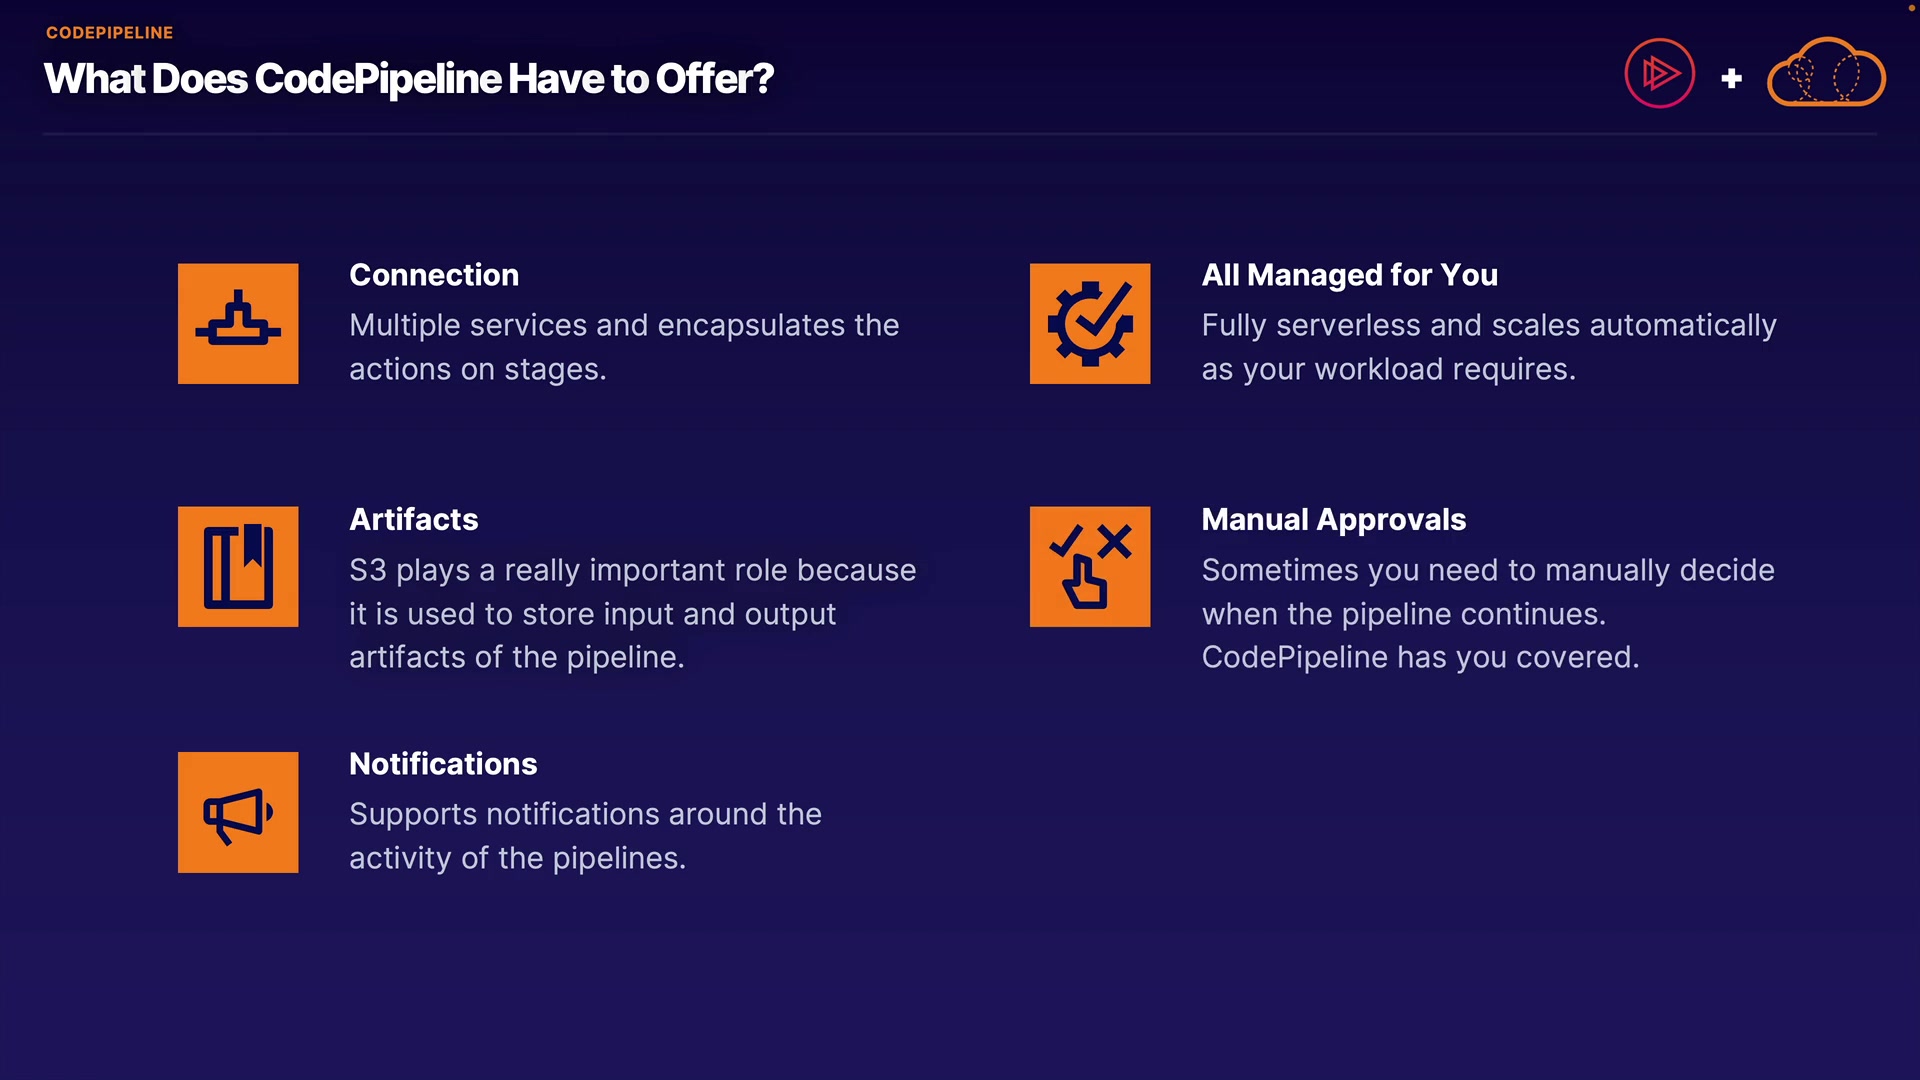 CODEPIPELINE
What Does CodePipeline Have to Offer?
Connection
Multiple services and encapsulates the
actions on stages.
All Managed for You
Fully serverless and scales automatically
as your workload requires.
Artifacts
S3 plays a really important role because
it is used to store input and output
artifacts of the pipeline.
Manual Approvals
Sometimes you need to manually decide
when the pipeline continues.
CodePipeline has you covered.
Notifications
Supports notifications around the
activity of the pipelines.